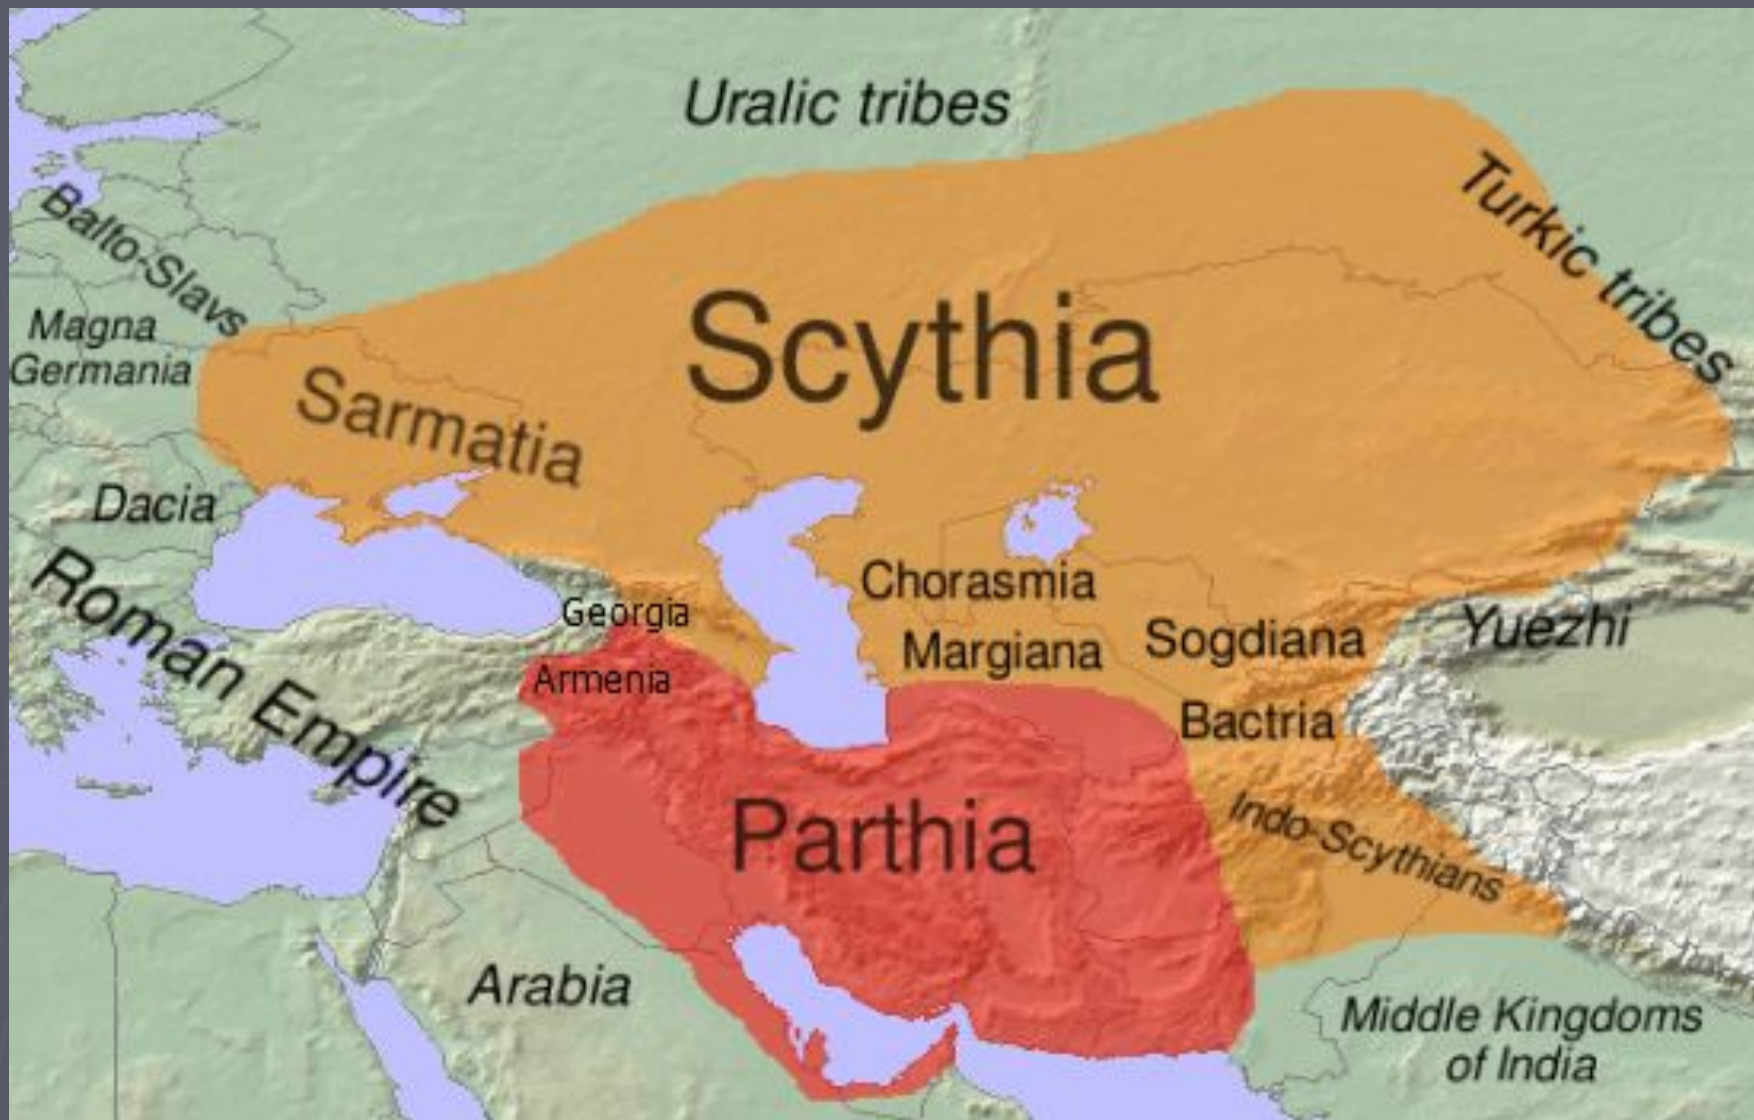 Uralic tribes
Turkic tribes
Balto-Slavs
Magna
Germania
Scythia
Sarmatia
Dacia
Roman Empire
Georgia
Armenia
Chorasmia
Margiana
Sogdiana
Yuezhi
Bactria
Indo-Scythians
Parthia
Arabia
Middle Kingdoms
of India